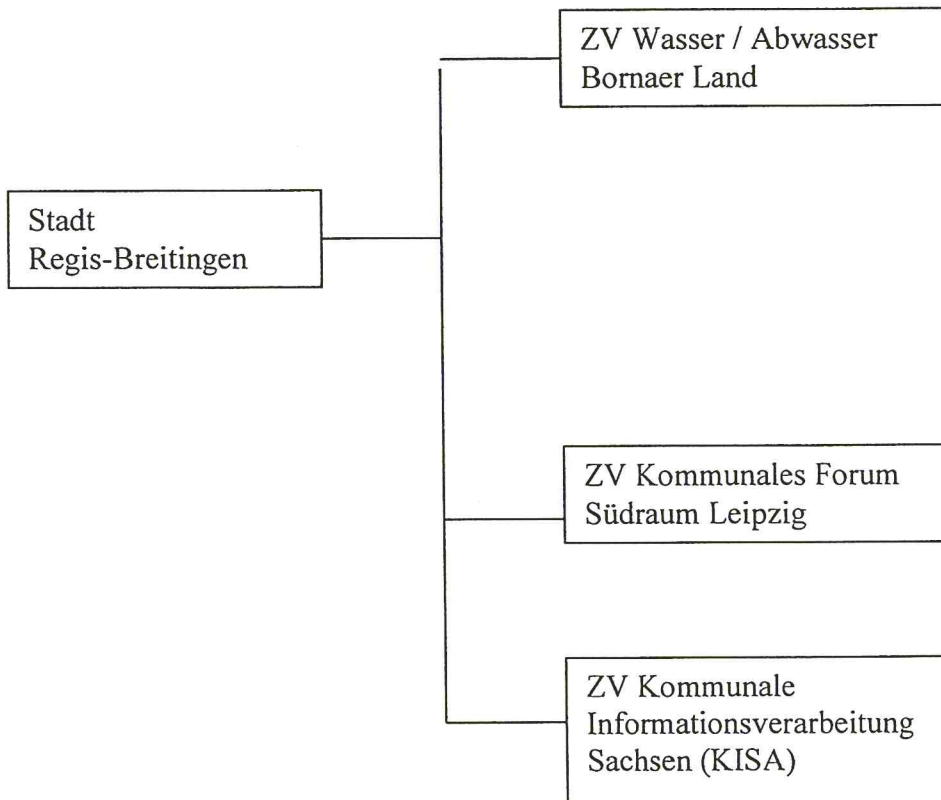 ZV Wasser / Abwasser
Bornaer Land
Stadt
Regis-Breitingen
ZV Kommunales Forum
Südraum Leipzig
ZV Kommunale
Informationsverarbeitung
Sachsen (KISA)